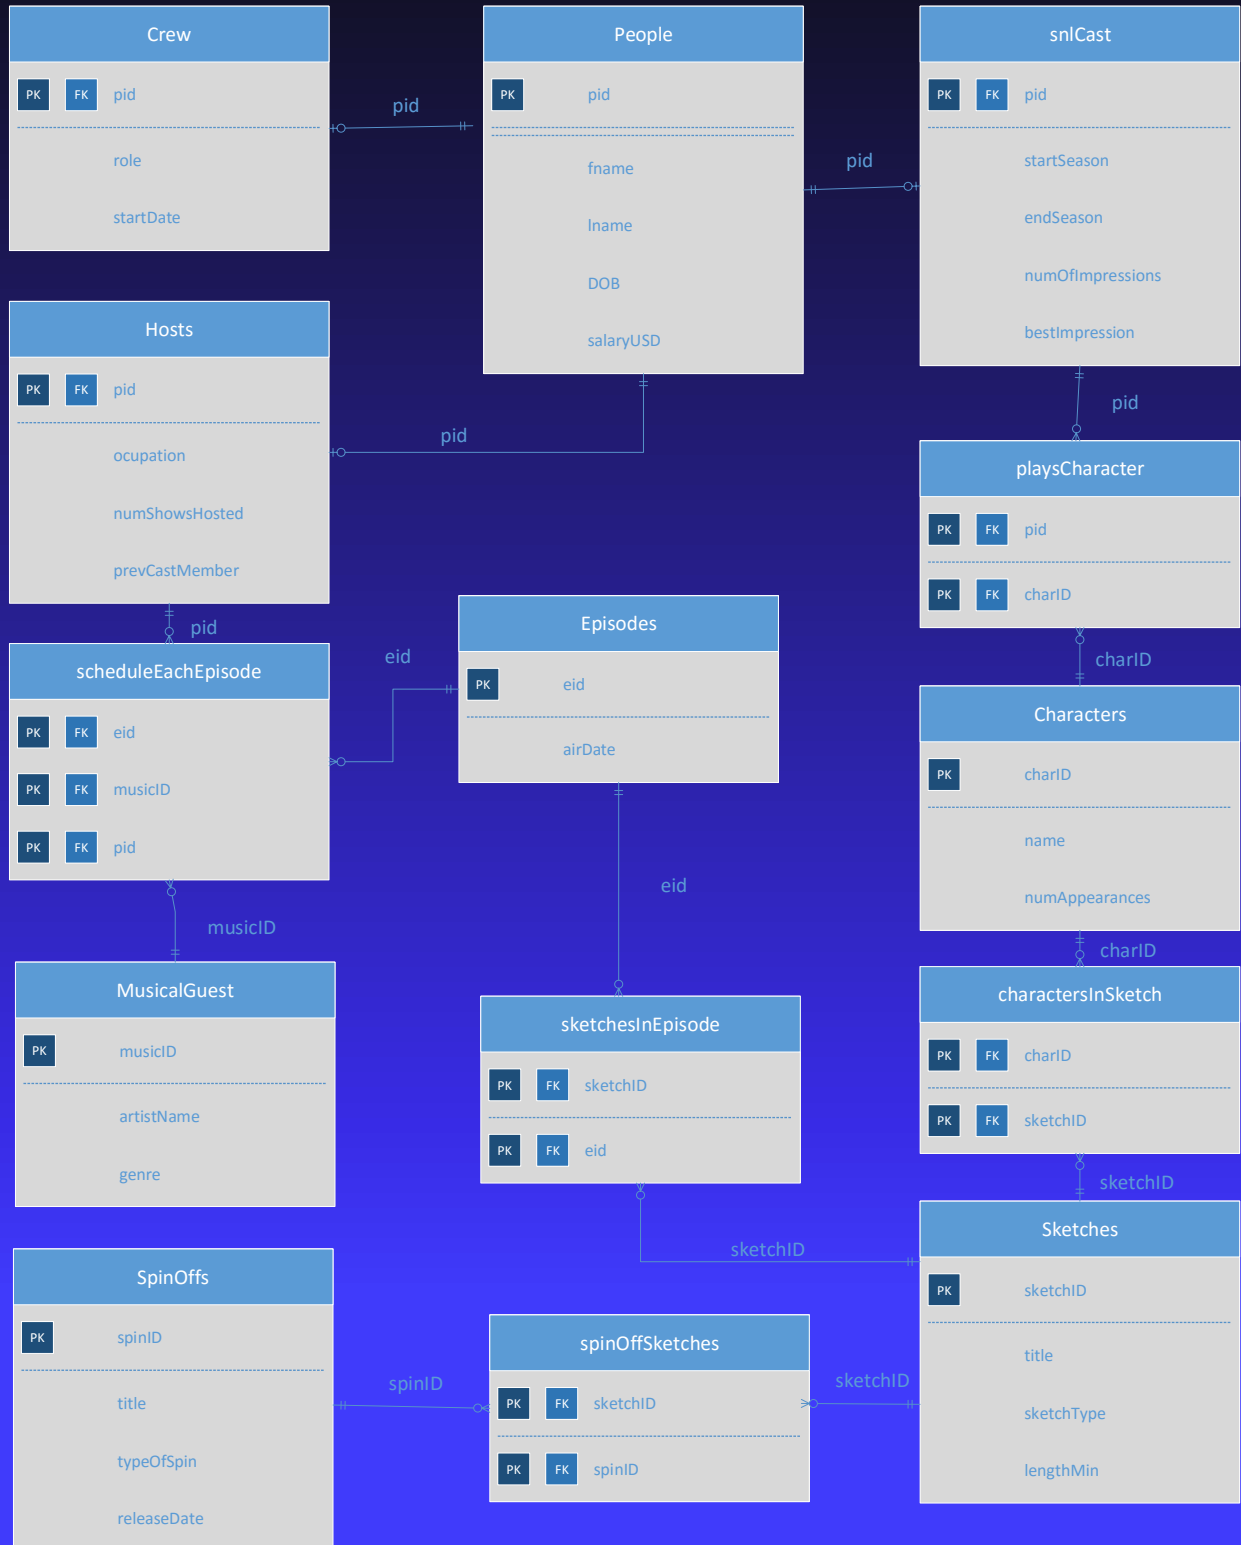 Crew
PK FK pid
role
startDate
pid
People
PK pid
fname
lname
DOB
salaryUSD
pid
snlCast
PK FK pid
startSeason
endSeason
numOfImpressions
bestImpression
Hosts
PK FK pid
ocupation
numShowsHosted
prevCastMember
pid
pid
playsCharacter
PK FK pid
PK FK charID
charID
pid
scheduleEachEpisode
PK FK eid
PK FK musicID
PK FK pid
eid
Episodes
PK eid
airDate
Characters
PK charID
name
numAppearances
charID
musicID
eid
MusicalGuest
PK musicID
artistName
genre
sketchesInEpisode
PK FK sketchID
PK FK eid
charactersInSketch
PK FK charID
PK FK sketchID
sketchID
sketchID
Sketches
PK sketchID
title
sketchType
lengthMin
SpinOffs
PK spinID
title
typeOfSpin
releaseDate
spinID
spinOffSketches
PK FK sketchID
PK FK spinID
sketchID